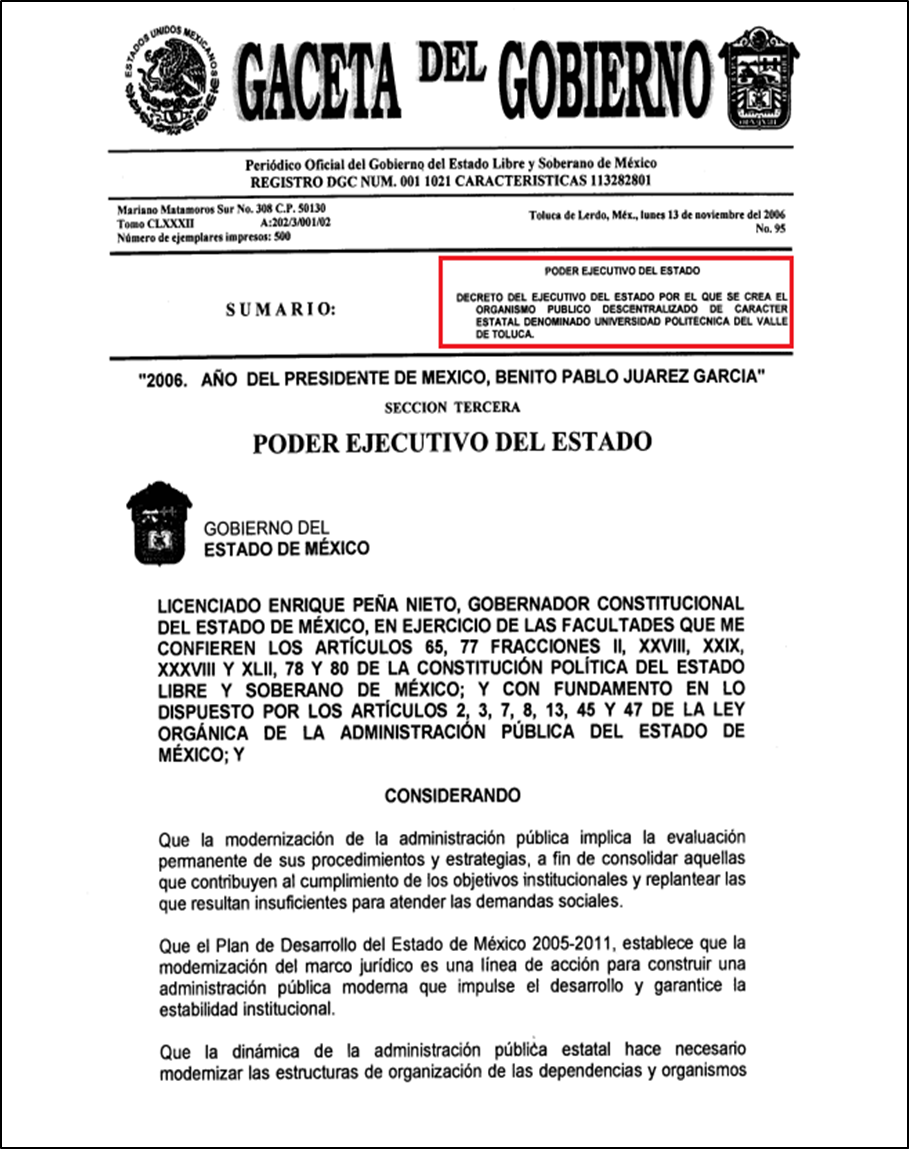 ESTADOS UNIDOS MEXICANOS
GACETA DEL GOBIERNO
Periódico Oficial del Gobierno del Estado Libre y Soberano de México
REGISTRO DGC NUM. 001 1021 CARACTERISTICAS 113282801
Mariano Matamoros Sur No. 308 C.P. 50130
Tomo CLXXXII A:202/3/001/02
Número de ejemplares impresos: 500
Toluca de Lerdo, Méx., lunes 13 de noviembre del 2006
No. 95
SUMARIO:
PODER EJECUTIVO DEL ESTADO
DECRETO DEL EJECUTIVO DEL ESTADO POR EL QUE SE CREA EL
ORGANISMO PUBLICO DESCENTRALIZADO DE CARACTER
ESTATAL DENOMINADO UNIVERSIDAD POLITECNICA DEL VALLE
DE TOLUCA.
"2006. AÑO DEL PRESIDENTE DE MEXICO, BENITO PABLO JUAREZ GARCIA"
SECCION TERCERA
PODER EJECUTIVO DEL ESTADO
GOBIERNO DEL
ESTADO DE MÉXICO
LICENCIADO ENRIQUE PEÑA NIETO, GOBERNADOR CONSTITUCIONAL
DEL ESTADO DE MÉXICO, EN EJERCICIO DE LAS FACULTADES QUE ME
CONFIEREN LOS ARTÍCULOS 65, 77 FRACCIONES II, XXVIII, XXIX,
XXXVIII Y XLII, 78 Y 80 DE LA CONSTITUCIÓN POLÍTICA DEL ESTADO
LIBRE Y SOBERANO DE MÉXICO; Y CON FUNDAMENTO EN LO
DISPUESTO POR LOS ARTÍCULOS 2, 3, 7, 8, 13, 45 Y 47 DE LA LEY
ORGÁNICA DE LA ADMINISTRACIÓN PÚBLICA DEL ESTADO DE
MÉXICO; Y
CONSIDERANDO
Que la modernización de la administración pública implica la evaluación
permanente de sus procedimientos y estrategias, a fin de consolidar aquellas
que contribuyen al cumplimiento de los objetivos institucionales y replantear las
que resultan insuficientes para atender las demandas sociales.
Que el Plan de Desarrollo del Estado de México 2005-2011, establece que la
modernización del marco jurídico es una línea de acción para construir una
administración pública moderna que impulse el desarrollo y garantice la
estabilidad institucional.
Que la dinámica de la administración pública estatal hace necesario
modernizar las estructuras de organización de las dependencias y organismos